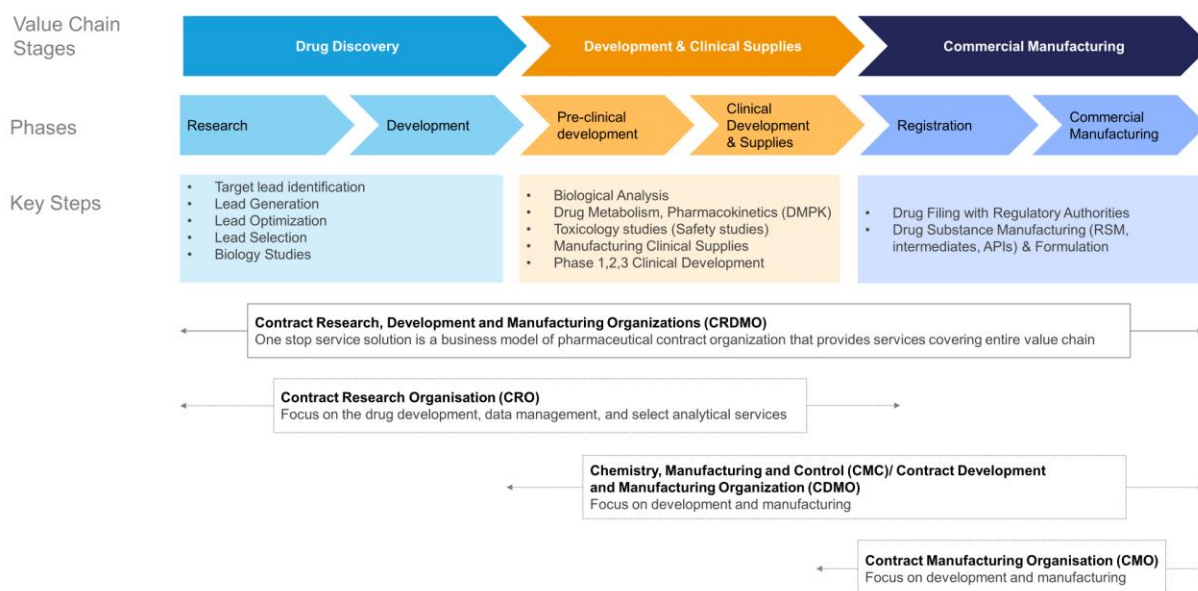 Value Chain
Stages
Drug Discovery
Development & Clinical Supplies
Commercial Manufacturing
Phases
Research
Development
Pre-clinical
development
Clinical
Development
& Supplies
Registration
Commercial
Manufacturing
Key Steps
• Target lead identification
• Lead Generation
• Lead Optimization
• Lead Selection
• Biology Studies
• Biological Analysis
• Drug Metabolism, Pharmacokinetics (DMPK)
• Toxicology studies (Safety studies)
• Manufacturing Clinical Supplies
• Phase 1,2,3 Clinical Development
• Drug Filing with Regulatory Authorities
• Drug Substance Manufacturing (RSM,
intermediates, APIs) & Formulation
Contract Research, Development and Manufacturing Organizations (CRDMO)
One stop service solution is a business model of pharmaceutical contract organization that provides services covering entire value chain
Contract Research Organisation (CRO)
Focus on the drug development, data management, and select analytical services
Chemistry, Manufacturing and Control (CMC)/ Contract Development
and Manufacturing Organization (CDMO)
Focus on development and manufacturing
Contract Manufacturing Organisation (CMO)
Focus on development and manufacturing